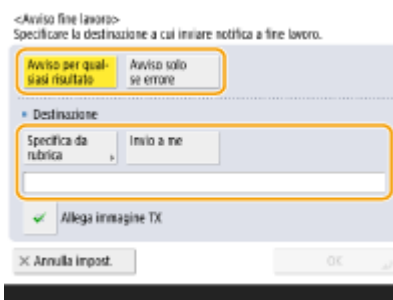 <Avviso fine lavoro>
Specificare la destinazione a cui inviare notifica a fine lavoro.
Avviso per qual-
siasi risultato
Avviso solo
se errore
Destinazione
Specifica da
rubrica
Invio a me
Allega immagine TX
Annulla impost.
OK